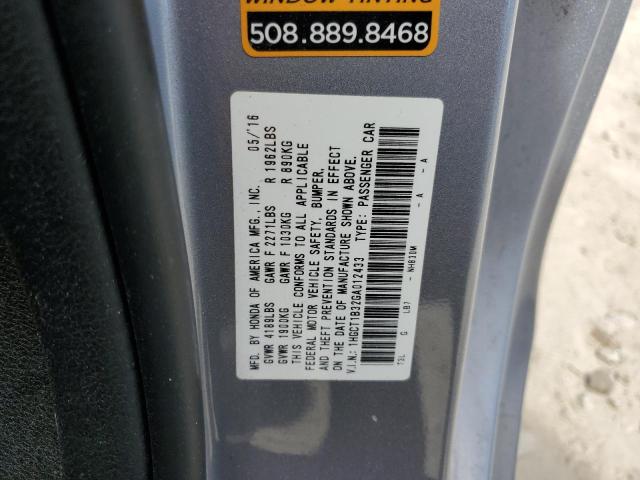 WINDOW TINTING
508.889.8468
MFD. BY HONDA OF AMERICA MFG., INC. 05/'16
GVWR 4189LBS GAWR F 2271LBS R 1962LBS
GVWR 1900KG GAWR F 1030KG R 890KG
THIS VEHICLE CONFORMS TO ALL APPLICABLE
FEDERAL MOTOR VEHICLE SAFETY, BUMPER,
AND THEFT PREVENTION STANDARDS IN EFFECT
ON THE DATE OF MANUFACTURE SHOWN ABOVE.
V.I.N.: 1HGCT1B32GA012433 TYPE: PASSENGER CAR
T3L G LB7 - NH830M - A - A